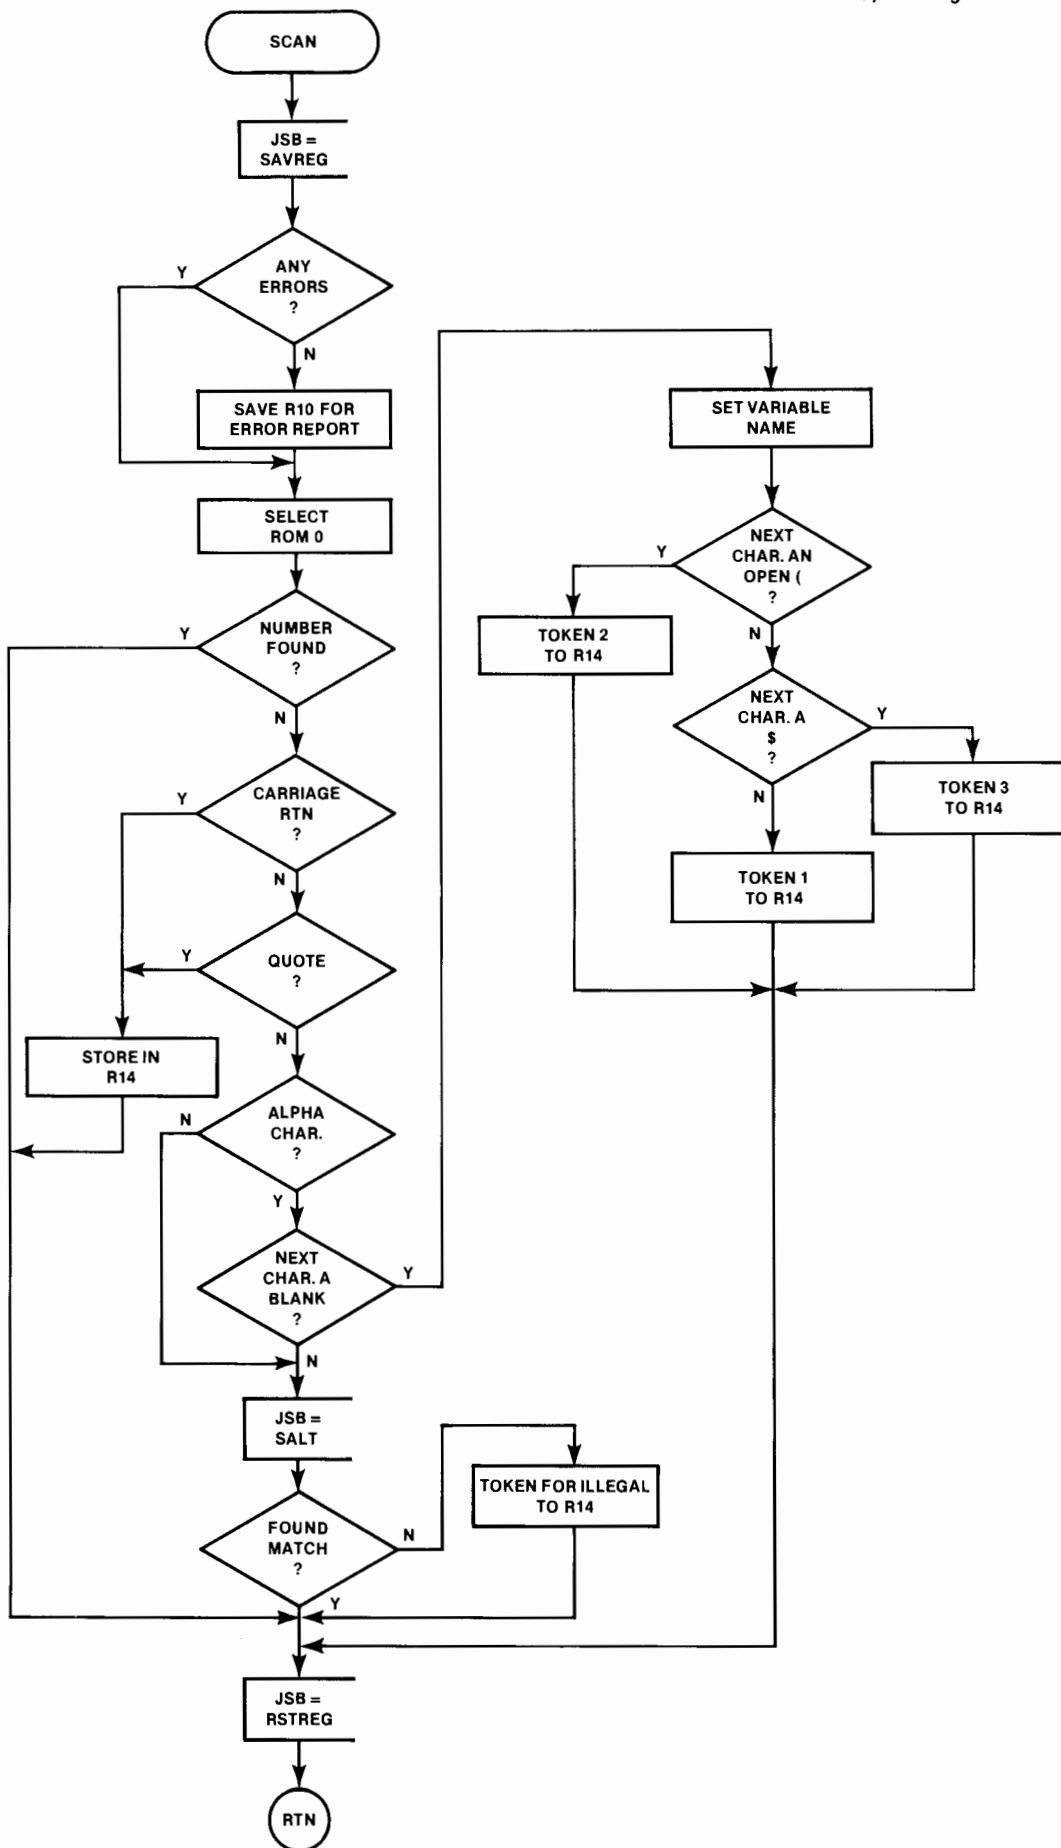 SCAN
JSB =
SAVREG
ANY
ERRORS
?
Y
N
SAVE R10 FOR
ERROR REPORT
SELECT
ROM 0
NUMBER
FOUND
?
Y
N
CARRIAGE
RTN
?
Y
N
QUOTE
?
Y
N
STORE IN
R14
ALPHA
CHAR.
?
N
Y
NEXT
CHAR. A
BLANK
?
Y
N
JSB =
SALT
FOUND
MATCH
?
N
Y
TOKEN FOR ILLEGAL
TO R14
JSB =
RSTREG
RTN
SET VARIABLE
NAME
NEXT
CHAR. AN
OPEN (
?
Y
N
TOKEN 2
TO R14
NEXT
CHAR. A
$
?
Y
N
TOKEN 3
TO R14
TOKEN 1
TO R14